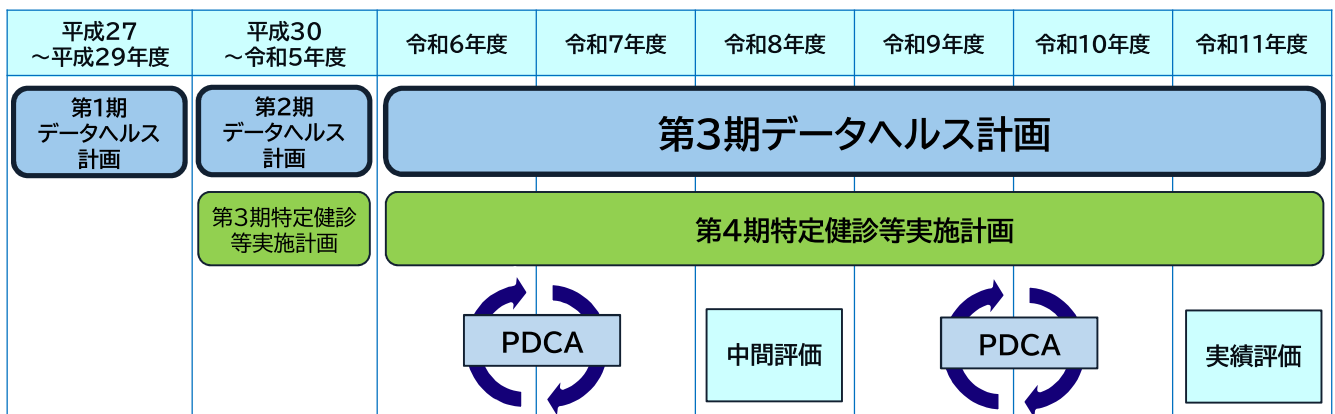 平成27
～平成29年度
平成30
～令和5年度
令和6年度
令和7年度
令和8年度
令和9年度
令和10年度
令和11年度
第1期
データヘルス
計画
第2期
データヘルス
計画
第3期データヘルス計画
第3期特定健診
等実施計画
第4期特定健診等実施計画
PDCA
中間評価
PDCA
実績評価